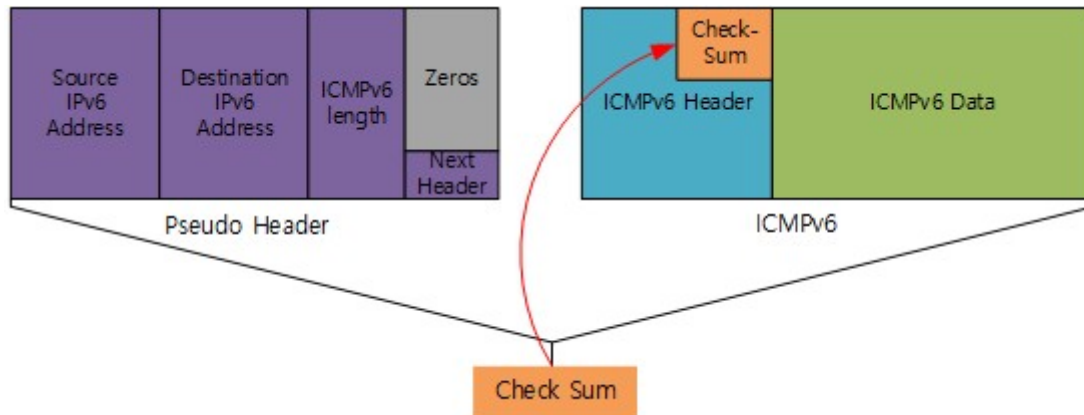 Source
IPv6
Address
Destination
IPv6
Address
ICMPv6
length
Zeros
Next
Header
Pseudo Header
Check-
Sum
ICMPv6 Header
ICMPv6 Data
ICMPv6
Check Sum